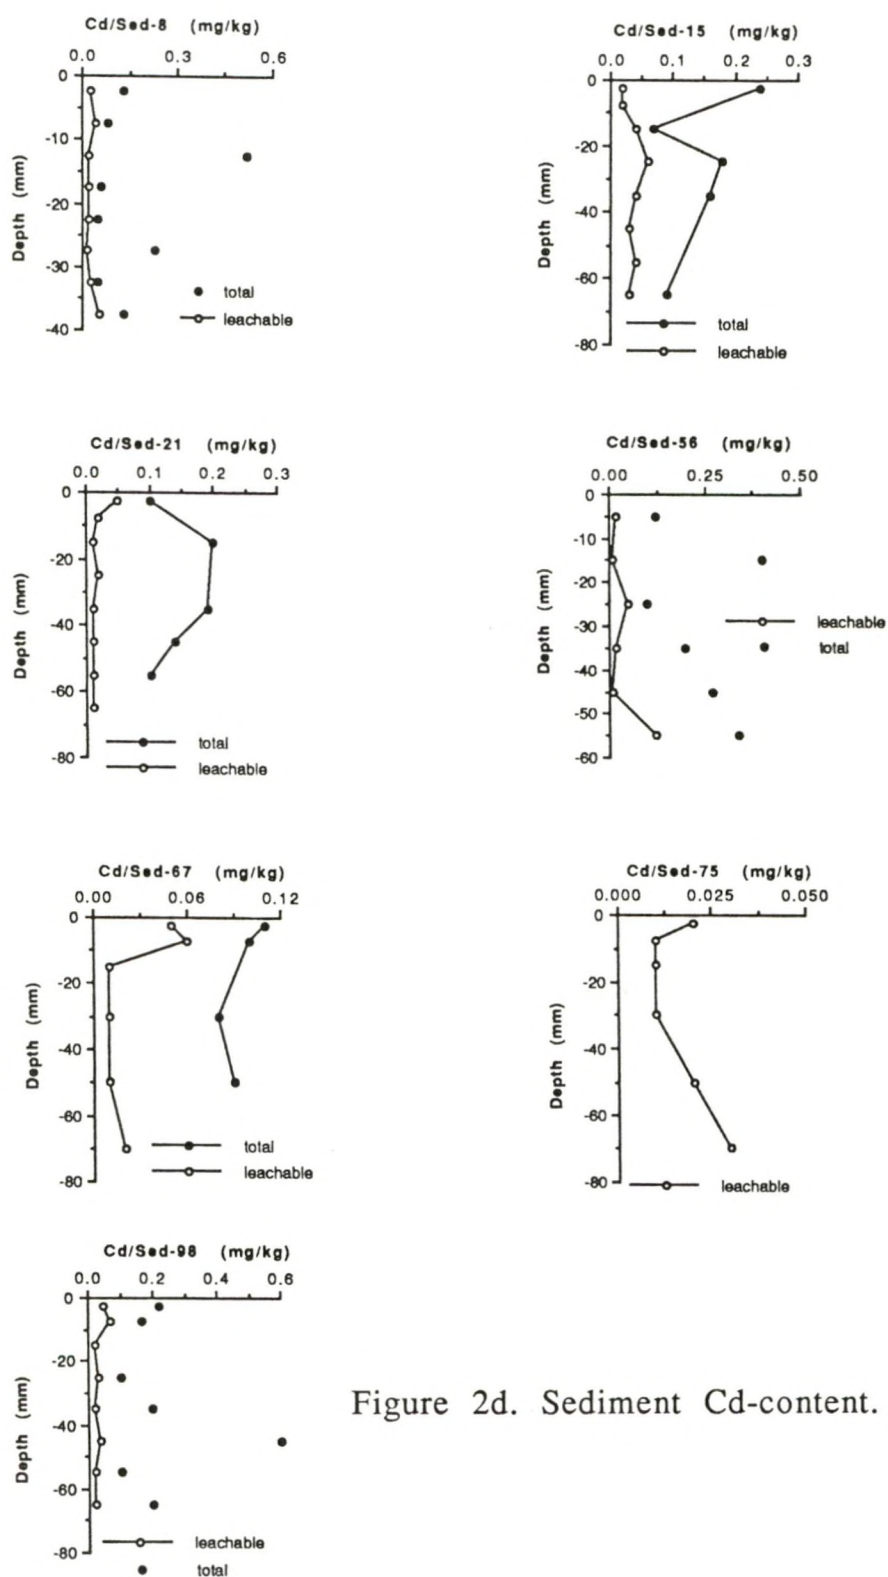 Cd/Sed-8 (mg/kg)
0.0 0.3 0.6
0
-10
-20
-30
-40
Depth (mm)
total
leachable
Cd/Sed-15 (mg/kg)
0.0 0.1 0.2 0.3
0
-20
-40
-60
-80
Depth (mm)
total
leachable
Cd/Sed-21 (mg/kg)
0.0 0.1 0.2 0.3
0
-20
-40
-60
-80
Depth (mm)
total
leachable
Cd/Sed-56 (mg/kg)
0.00 0.25 0.50
0
-10
-20
-30
-40
-50
-60
Depth (mm)
leachable
total
Cd/Sed-67 (mg/kg)
0.00 0.06 0.12
0
-20
-40
-60
-80
Depth (mm)
total
leachable
Cd/Sed-75 (mg/kg)
0.000 0.025 0.050
0
-20
-40
-60
-80
Depth (mm)
leachable
Cd/Sed-98 (mg/kg)
0.0 0.2 0.4 0.6
0
-20
-40
-60
-80
Depth (mm)
leachable
total
Figure 2d. Sediment Cd-content.